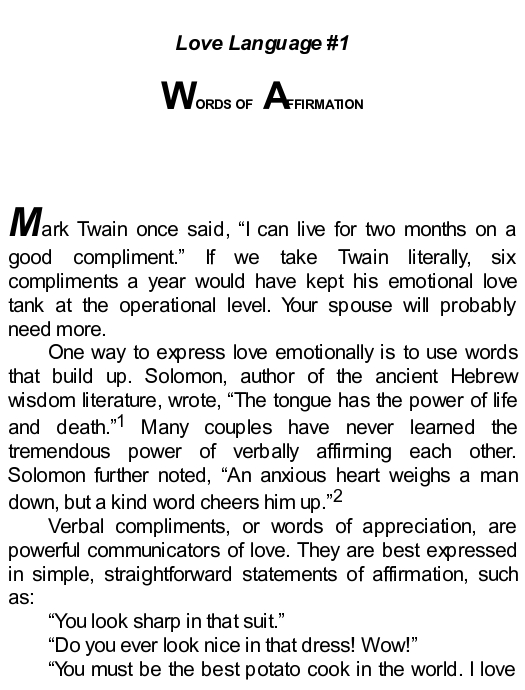 Love Language #1
WORDS OF AFFIRMATION
Mark Twain once said, “I can live for two months on a
good compliment.” If we take Twain literally, six
compliments a year would have kept his emotional love
tank at the operational level. Your spouse will probably
need more.
One way to express love emotionally is to use words
that build up. Solomon, author of the ancient Hebrew
wisdom literature, wrote, “The tongue has the power of life
and death.”1 Many couples have never learned the
tremendous power of verbally affirming each other.
Solomon further noted, “An anxious heart weighs a man
down, but a kind word cheers him up.”2
Verbal compliments, or words of appreciation, are
powerful communicators of love. They are best expressed
in simple, straightforward statements of affirmation, such
as:
“You look sharp in that suit.”
“Do you ever look nice in that dress! Wow!”
“You must be the best potato cook in the world. I love